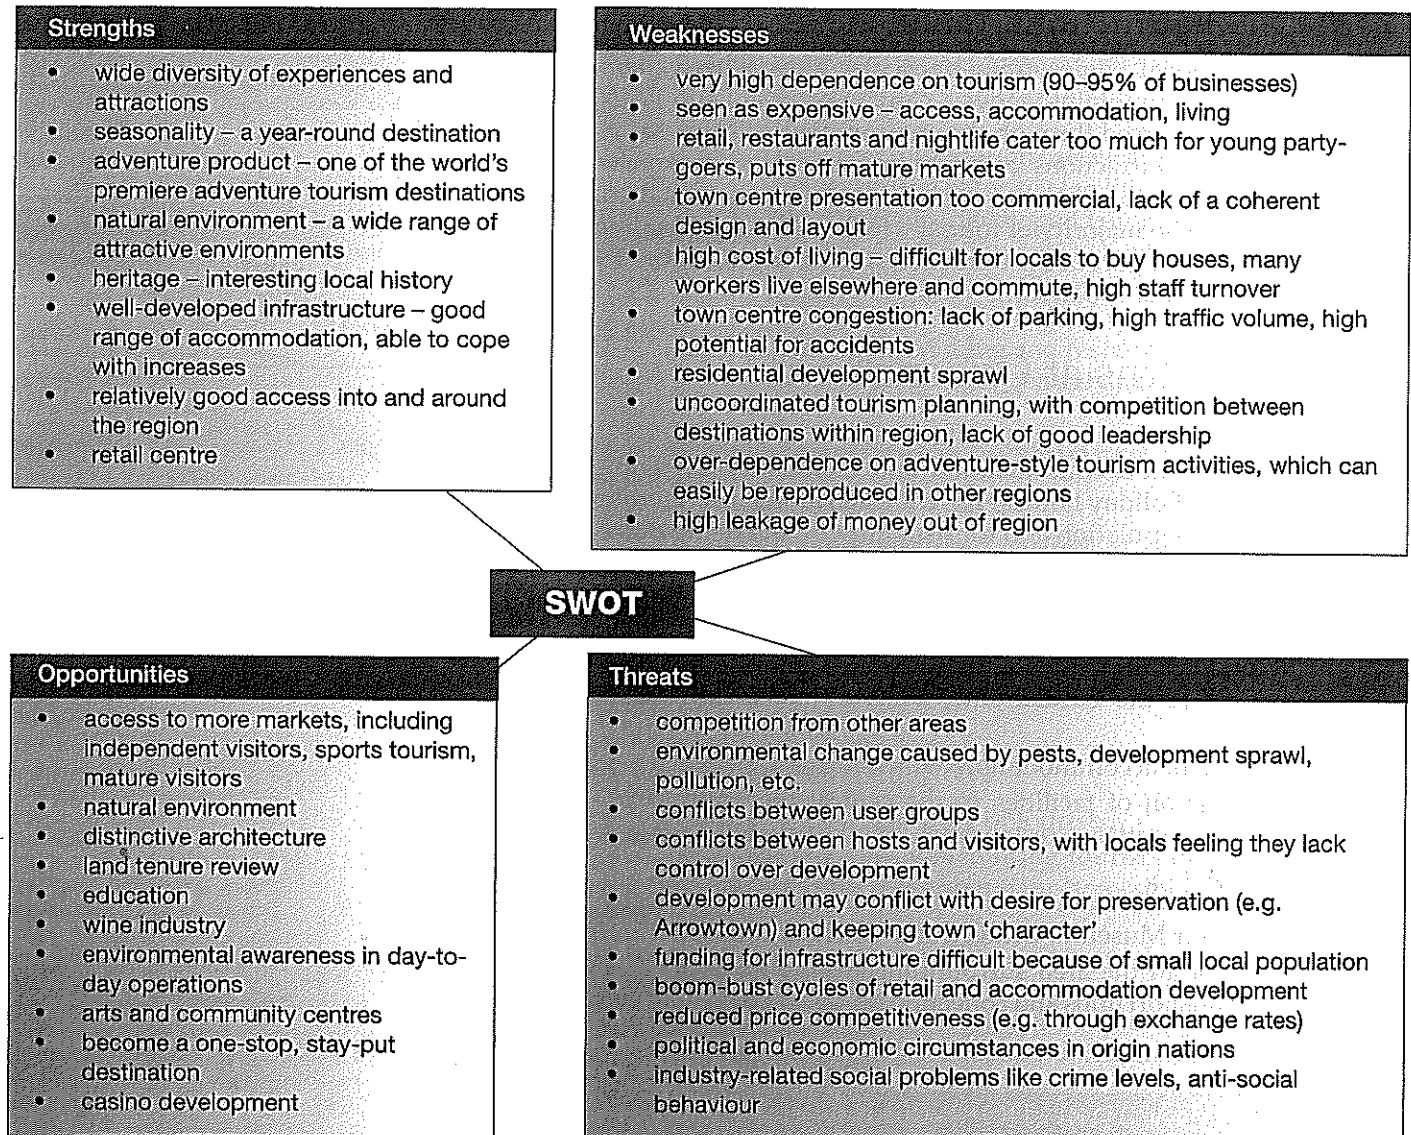 Strengths
• wide diversity of experiences and
attractions
• seasonality – a year-round destination
• adventure product – one of the world's
premiere adventure tourism destinations
• natural environment – a wide range of
attractive environments
• heritage – interesting local history
• well-developed infrastructure – good
range of accommodation, able to cope
with increases
• relatively good access into and around
the region
• retail centre
Weaknesses
• very high dependence on tourism (90–95% of businesses)
• seen as expensive – access, accommodation, living
• retail, restaurants and nightlife cater too much for young party-
goers, puts off mature markets
• town centre presentation too commercial, lack of a coherent
design and layout
• high cost of living – difficult for locals to buy houses, many
workers live elsewhere and commute, high staff turnover
• town centre congestion: lack of parking, high traffic volume, high
potential for accidents
• residential development sprawl
• uncoordinated tourism planning, with competition between
destinations within region, lack of good leadership
• over-dependence on adventure-style tourism activities, which can
easily be reproduced in other regions
• high leakage of money out of region
SWOT
Opportunities
• access to more markets, including
independent visitors, sports tourism,
mature visitors
• natural environment
• distinctive architecture
• land tenure review
• education
• wine industry
• environmental awareness in day-to-
day operations
• arts and community centres
• become a one-stop, stay-put
destination
• casino development
Threats
• competition from other areas
• environmental change caused by pests, development sprawl,
pollution, etc.
• conflicts between user groups
• conflicts between hosts and visitors, with locals feeling they lack
control over development
• development may conflict with desire for preservation (e.g.
Arrowtown) and keeping town 'character'
• funding for infrastructure difficult because of small local population
• boom-bust cycles of retail and accommodation development
• reduced price competitiveness (e.g. through exchange rates)
• political and economic circumstances in origin nations
• industry-related social problems like crime levels, anti-social
behaviour